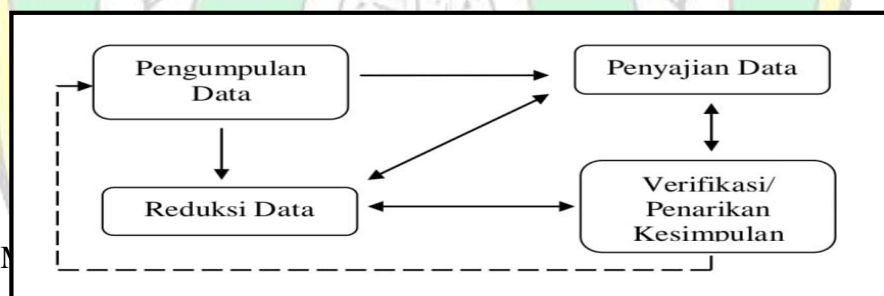 Pengumpulan
Data
Penyajian Data
Reduksi Data
Verifikasi/
Penarikan
Kesimpulan